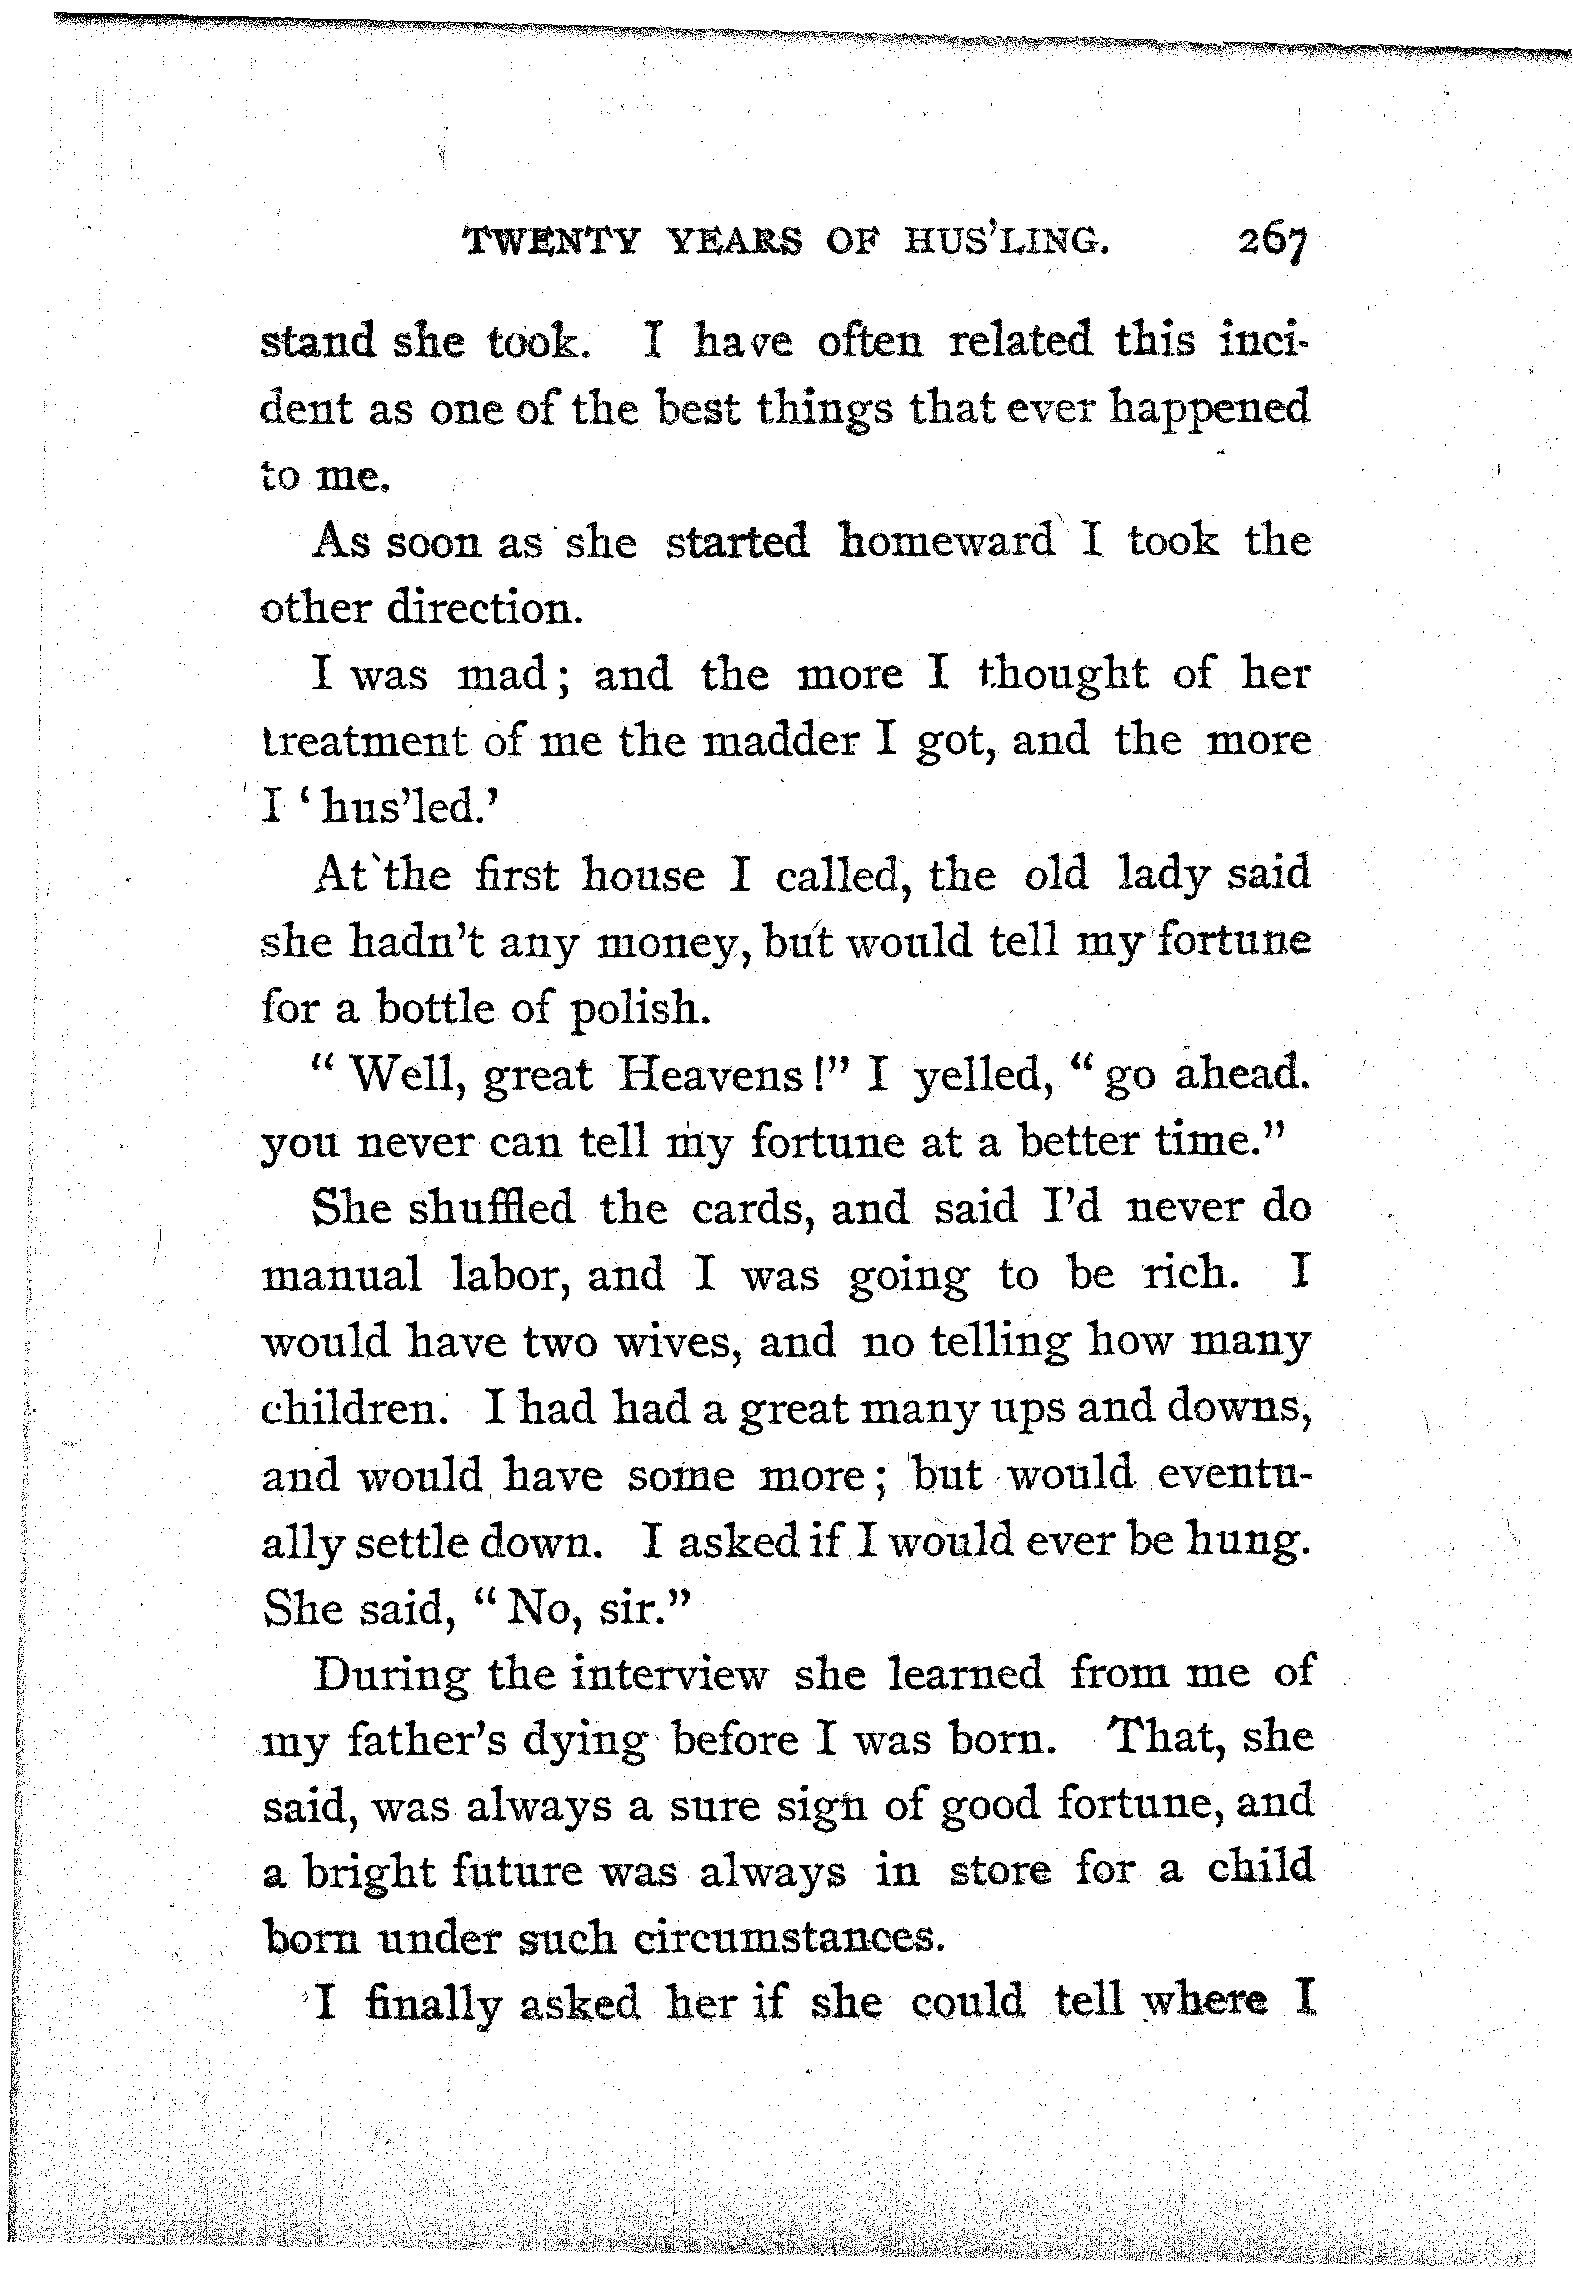 TWENTY YEARS OF HUS'LING. 267
stand she took. I have often related this inci-
dent as one of the best things that ever happened
to me.
As soon as she started homeward I took the
other direction.
I was mad; and the more I thought of her
treatment of me the madder I got, and the more
I 'hus'led.'
At the first house I called, the old lady said
she hadn't any money, but would tell my fortune
for a bottle of polish.
"Well, great Heavens!" I yelled, "go ahead.
you never can tell my fortune at a better time."
She shuffled the cards, and said I'd never do
manual labor, and I was going to be rich. I
would have two wives, and no telling how many
children. I had had a great many ups and downs,
and would have some more; but would eventu-
ally settle down. I asked if I would ever be hung.
She said, "No, sir."
During the interview she learned from me of
my father's dying before I was born. That, she
said, was always a sure sign of good fortune, and
a bright future was always in store for a child
born under such circumstances.
I finally asked her if she could tell where I